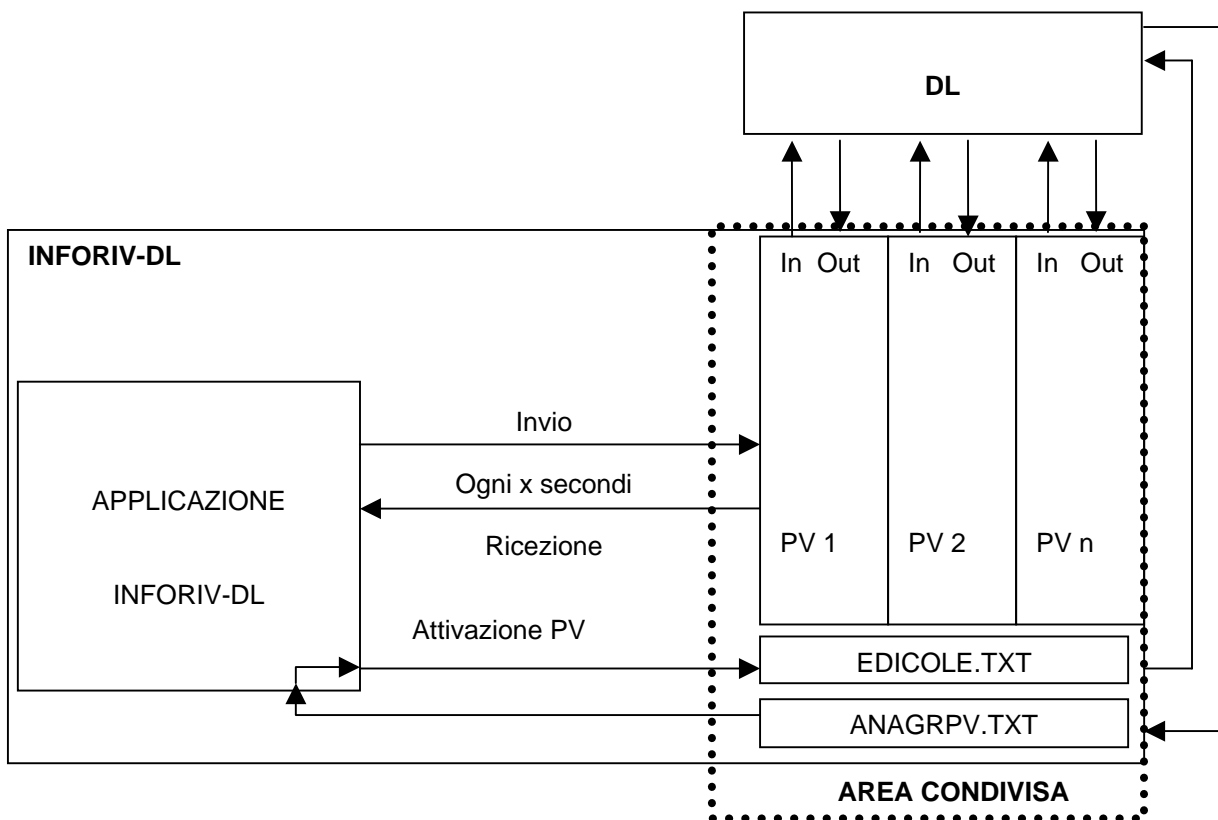 DL
INFORIV-DL
In Out In Out In Out
Invio
Ogni x secondi
APPLICAZIONE
Ricezione
PV 1 PV 2 PV n
INFORIV-DL
Attivazione PV
EDICOLE.TXT
ANAGRPV.TXT
AREA CONDIVISA